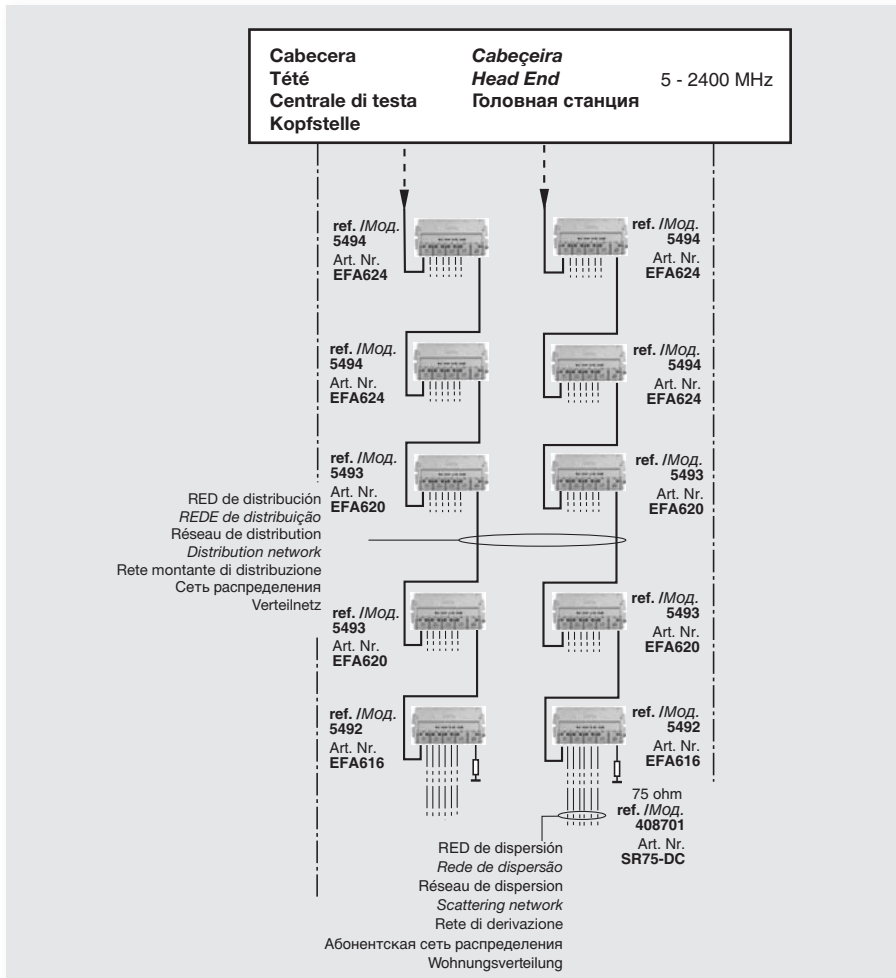 Cabecera
Tété
Centrale di testa
Kopfstelle
Cabeçeira
Head End
Головная станция
5 - 2400 MHz
ref. /Мод.
5494
Art. Nr.
EFA624
ref. /Мод.
5494
Art. Nr.
EFA624
ref. /Мод.
5494
Art. Nr.
EFA624
ref. /Мод.
5494
Art. Nr.
EFA624
ref. /Мод.
5493
Art. Nr.
EFA620
ref. /Мод.
5493
Art. Nr.
EFA620
RED de distribución
REDE de distribuição
Réseau de distribution
Distribution network
Rete montante di distribuzione
Сеть распределения
Verteilnetz
ref. /Мод.
5493
Art. Nr.
EFA620
ref. /Мод.
5493
Art. Nr.
EFA620
ref. /Мод.
5492
Art. Nr.
EFA616
ref. /Мод.
5492
Art. Nr.
EFA616
75 ohm
ref. /Мод.
408701
Art. Nr.
SR75-DC
RED de dispersión
Rede de dispersão
Réseau de dispersion
Scattering network
Rete di derivazione
Абонентская сеть распределения
Wohnungsverteilung